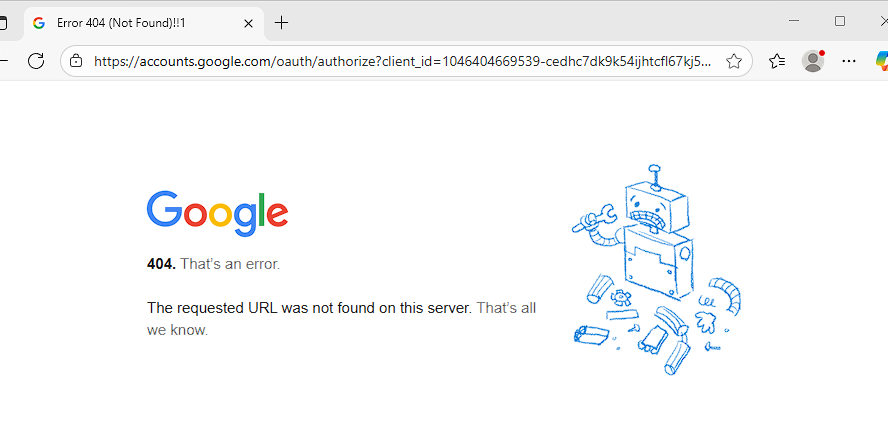 Error 404 (Not Found)!!1
https://accounts.google.com/oauth/authorize?client_id=1046404669539-cedhc7dk9k54ijhtcfl67kj5...
Google
404. That's an error.
The requested URL was not found on this server. That's all
we know.